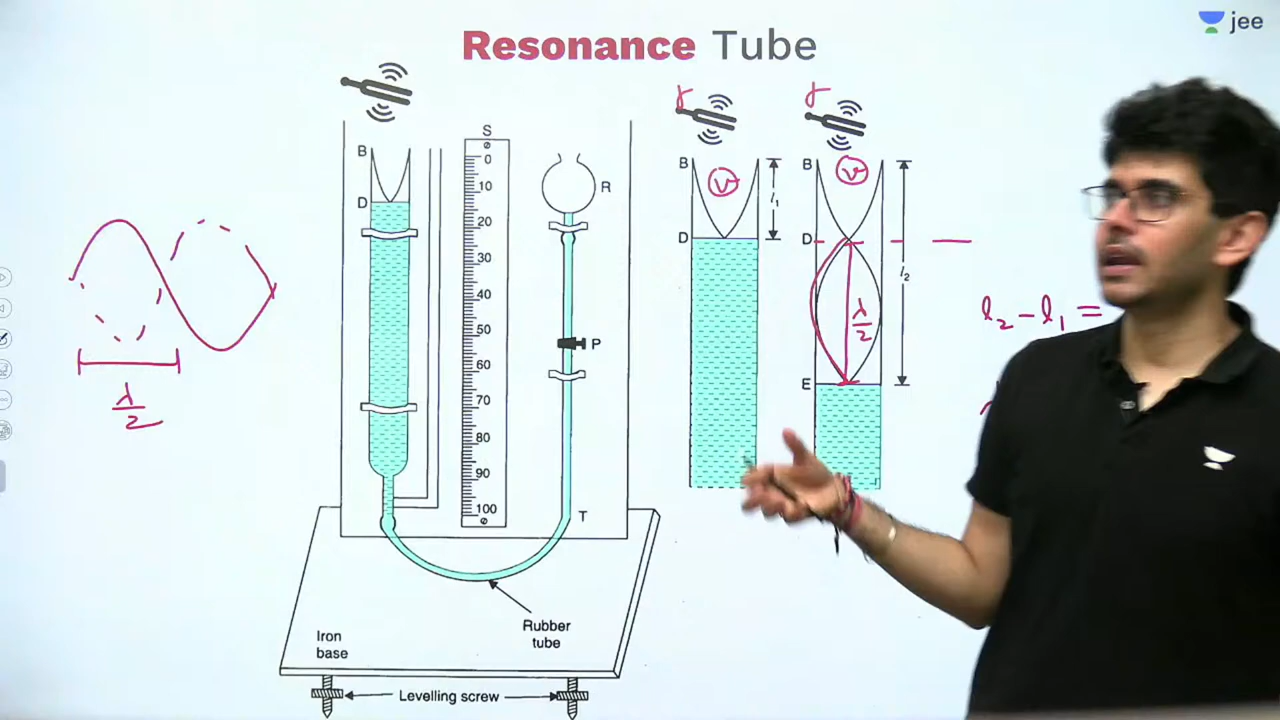 jee
Resonance Tube
S
0
10
20
30
40
50
60
70
80
90
100
B
D
R
P
T
Rubber
tube
Iron
base
Levelling screw
λ/2
f
B
v
D
l₁
f
B
v
D
l₂
λ/2
E
l₂ - l₁ =